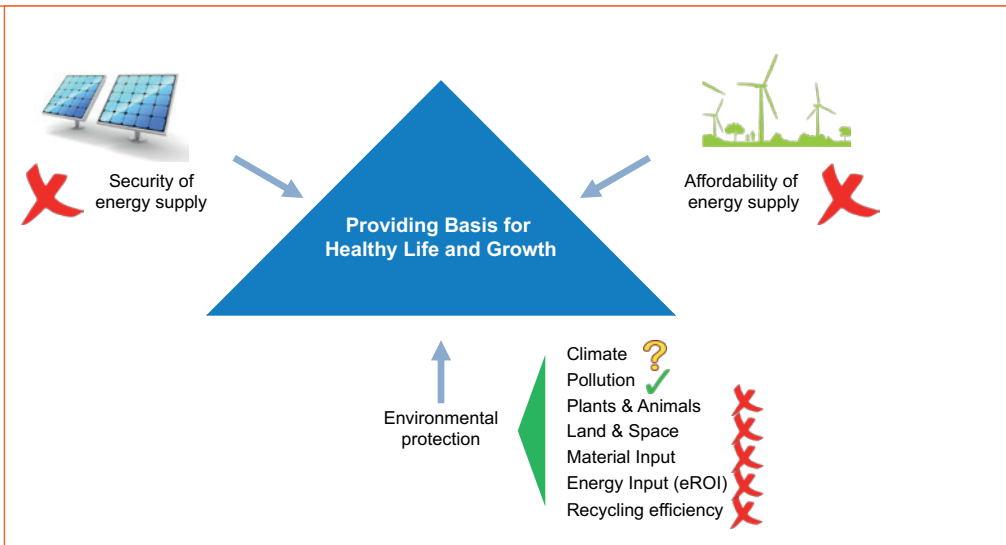 Security of
energy supply
Affordability of
energy supply
Providing Basis for
Healthy Life and Growth
Environmental
protection
Climate
Pollution
Plants & Animals
Land & Space
Material Input
Energy Input (eROI)
Recycling efficiency